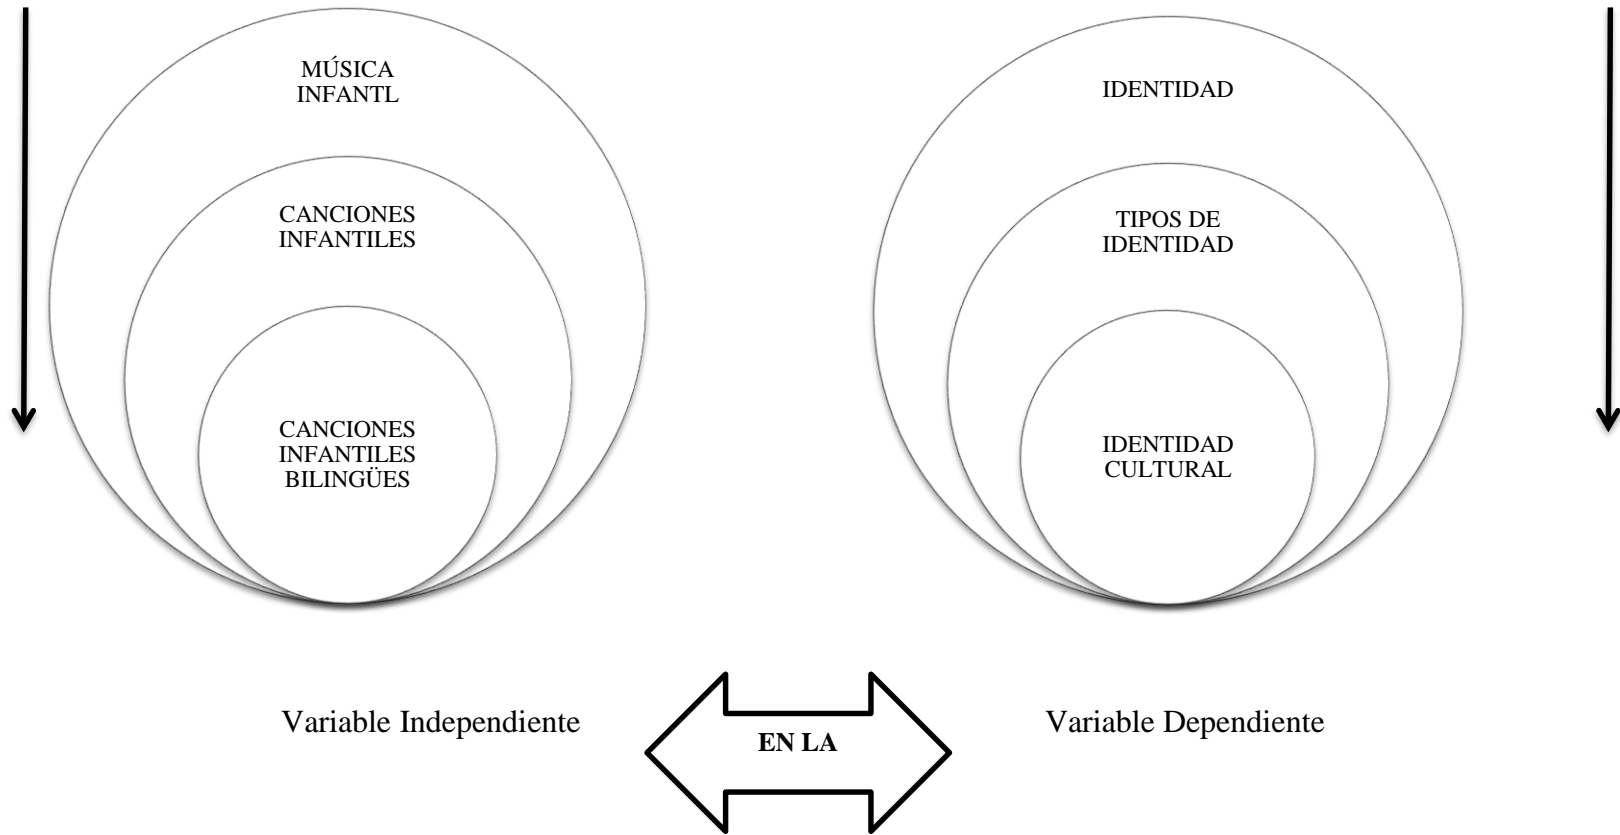 MÚSICA
INFANTL
CANCIONES
INFANTILES
CANCIONES
INFANTILES
BILINGÜES
IDENTIDAD
TIPOS DE
IDENTIDAD
IDENTIDAD
CULTURAL
Variable Independiente
EN LA
Variable Dependiente